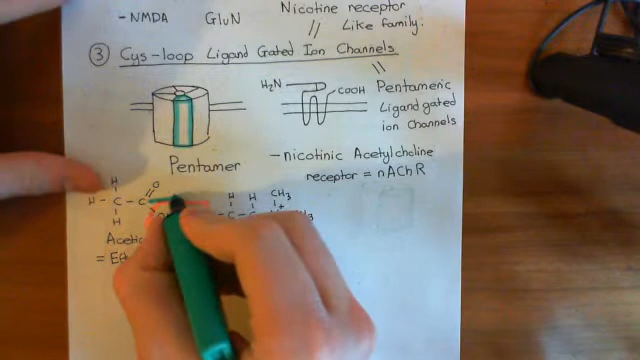 -NMDA GluN Nicotine receptor
// Like family.
③ Cys-loop Ligand Gated Ion Channels
//
H₂N COOH Pentameric
Ligand gated
ion Channels
Pentamer
-nicotinic Acetylcholine
receptor = nAChR
H O H H CH₃
H - C - C - C - C +
H
Acetic
= Eth